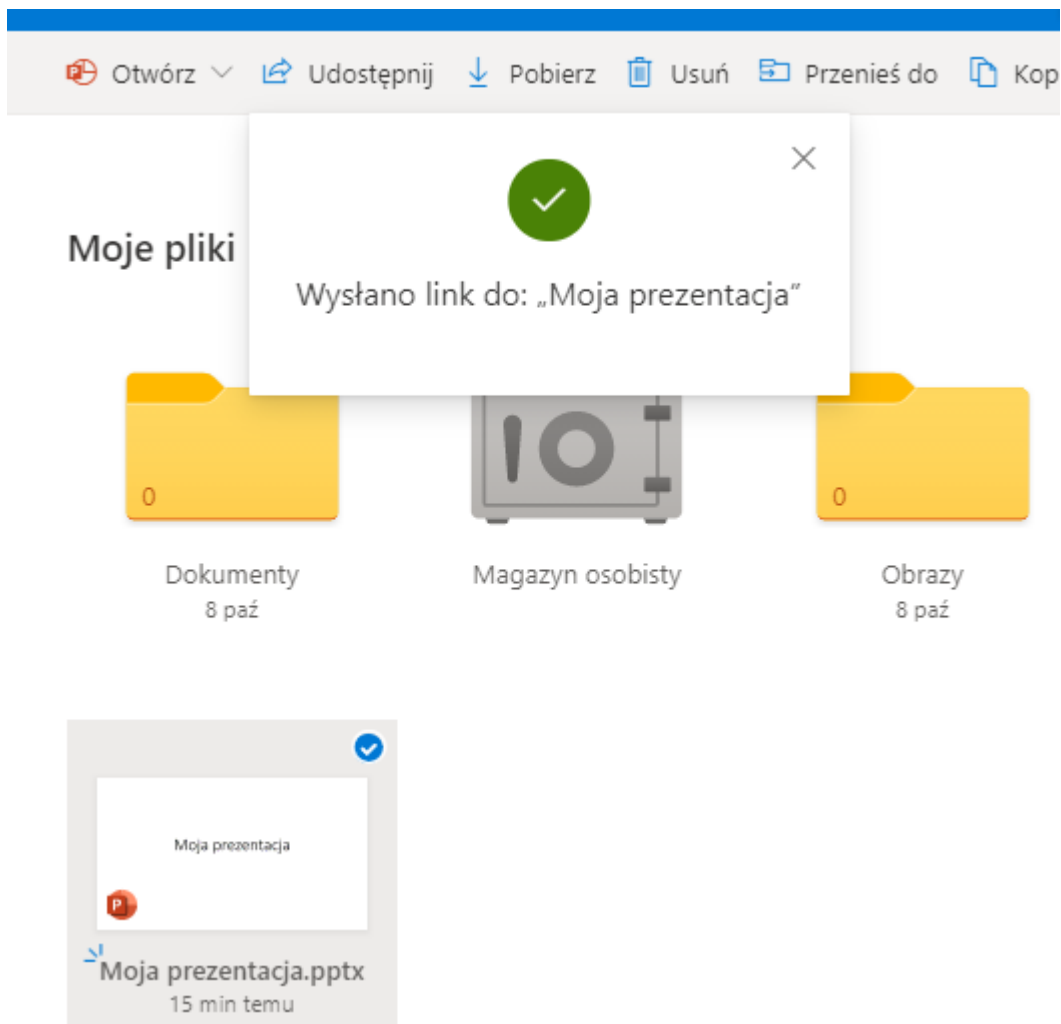 Otwórz Udostępnij Pobierz Usuń Przenieś do Kop
Wysłano link do: „Moja prezentacja”
Moje pliki
0
0
Dokumenty
8 paź
Magazyn osobisty
Obrazy
8 paź
Moja prezentacja
P
Moja prezentacja.pptx
15 min temu